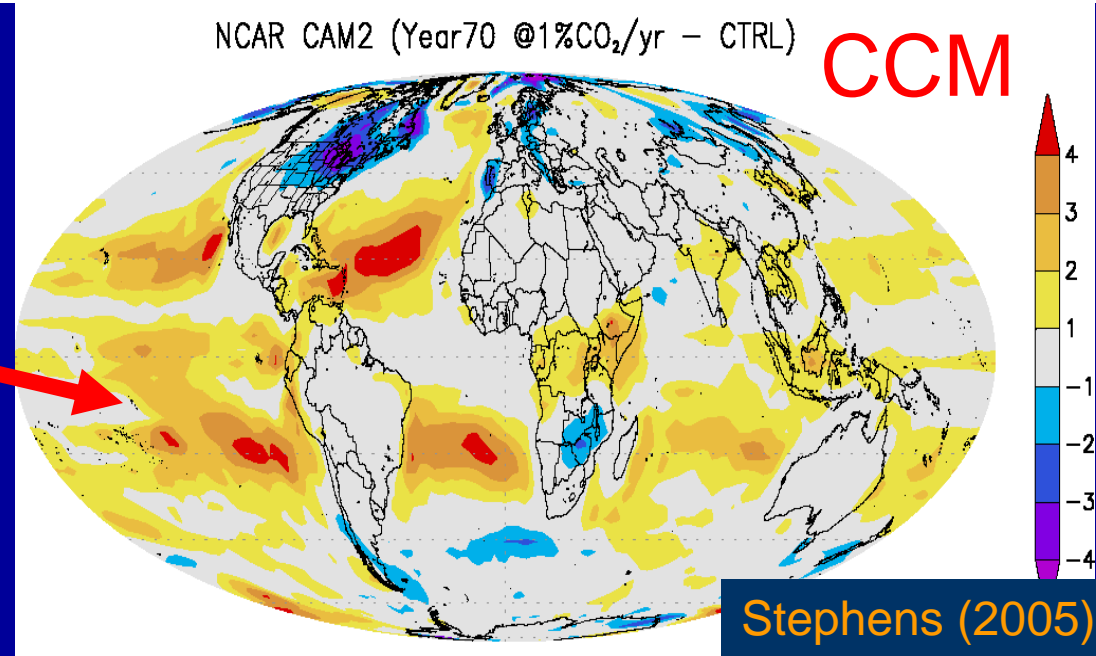 NCAR CAM2 (Year70 @1%CO₂/yr – CTRL)
CCM
4
3
2
1
−1
−2
−3
−4
Stephens (2005)